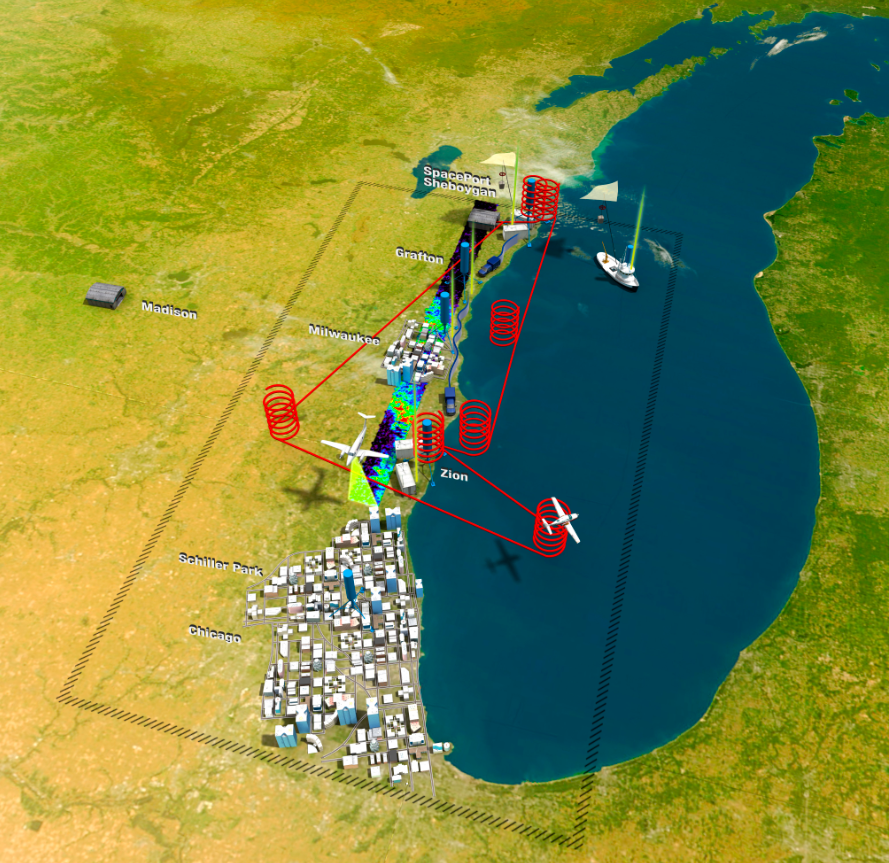 SpacePort
Sheboygan
Grafton
Madison
Milwaukee
Zion
Schiller Park
Chicago